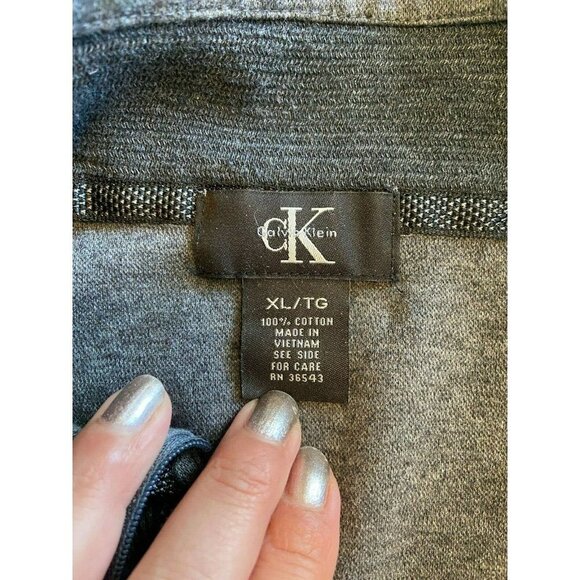 CK
Calvin Klein
XL/TG
100% COTTON
MADE IN
VIETNAM
SEE SIDE
FOR CARE
RN 36543